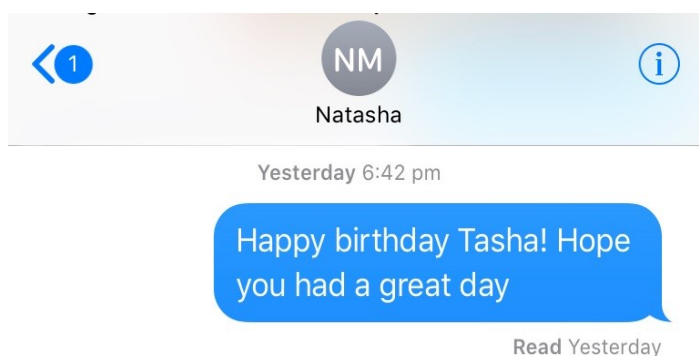 1
NM
Natasha
Yesterday 6:42 pm
Happy birthday Tasha! Hope
you had a great day
Read Yesterday